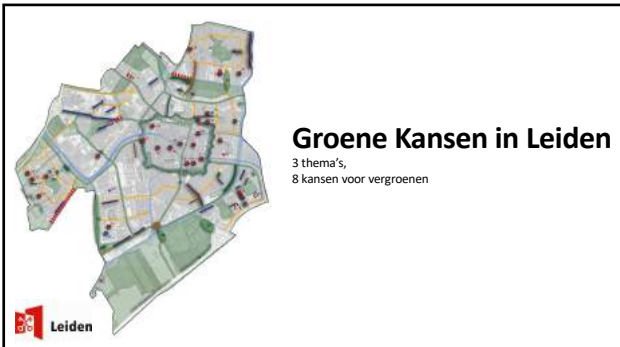 Groene Kansen in Leiden
3 thema's,
8 kansen voor vergroenen
Leiden